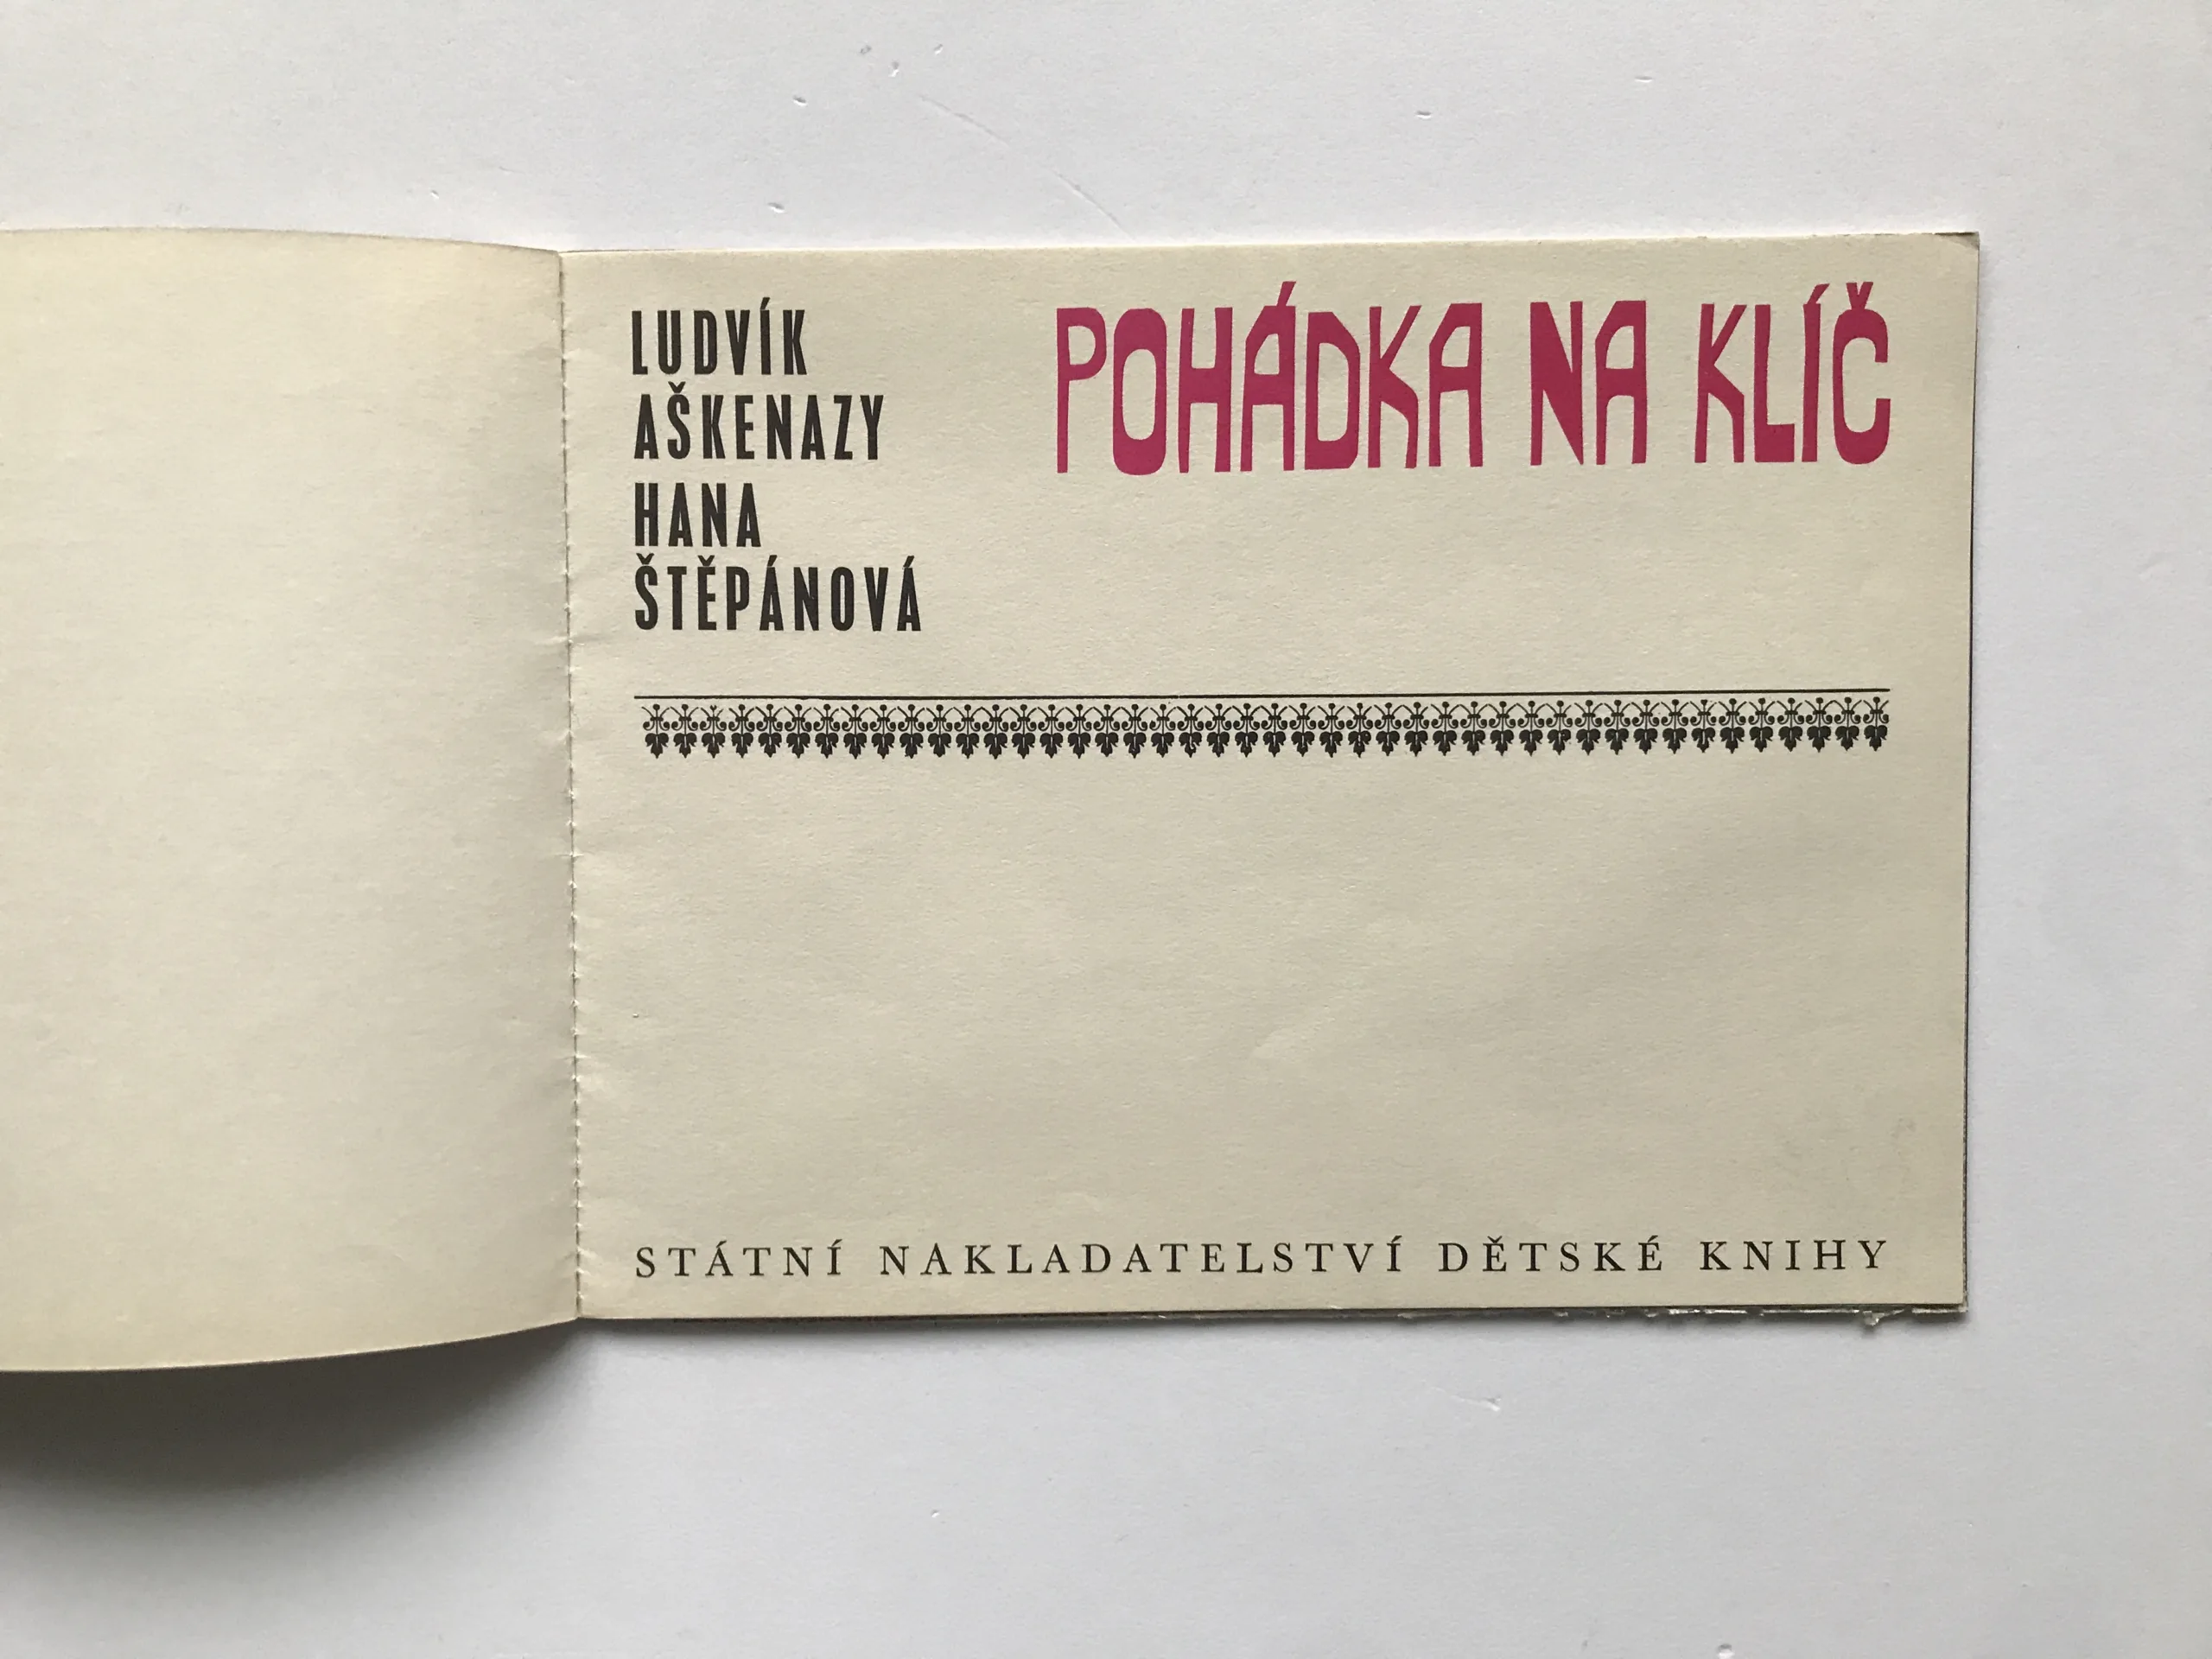 LUDVÍK
AŠKENAZY
HANA
ŠTĚPÁNOVÁ
POHÁDKA NA KLÍČ
STÁTNÍ NAKLADATELSTVÍ DĚTSKÉ KNIHY